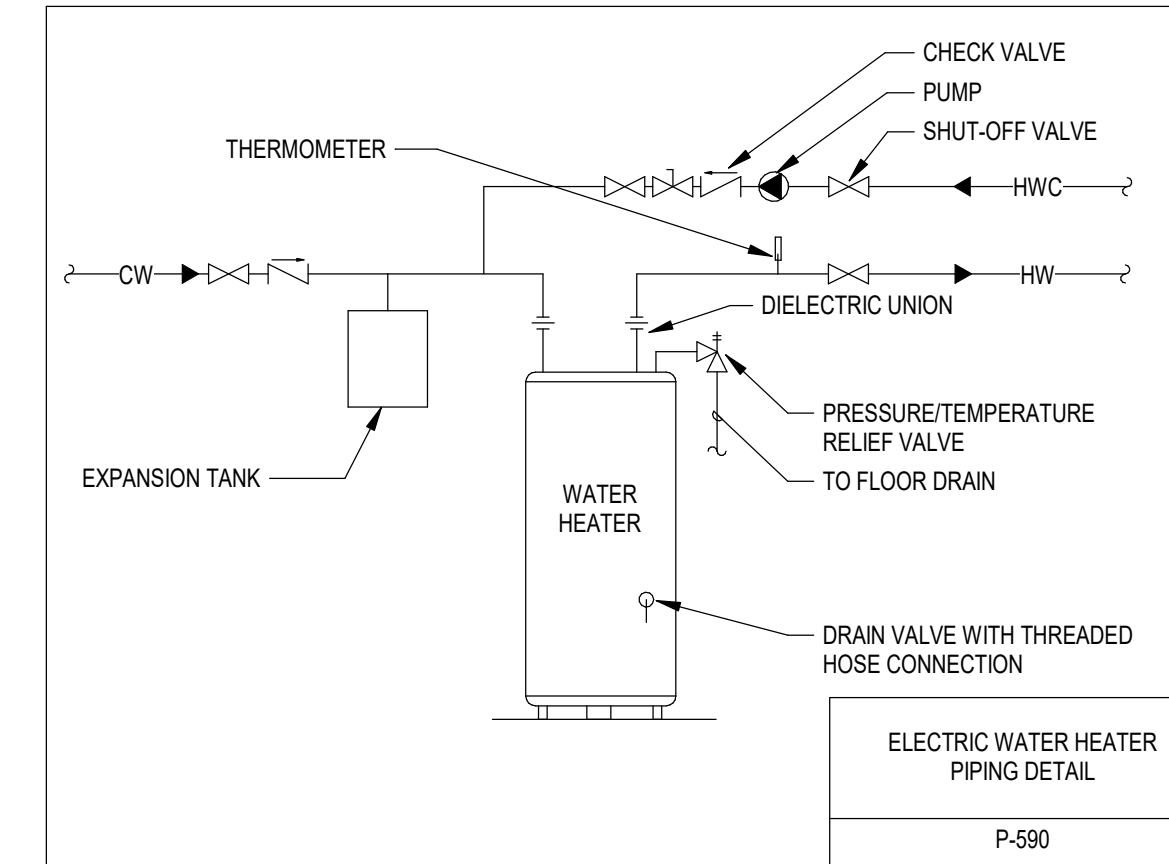 CHECK VALVE
PUMP
SHUT-OFF VALVE
THERMOMETER
HWC
CW
HW
DIELECTRIC UNION
PRESSURE/TEMPERATURE
RELIEF VALVE
TO FLOOR DRAIN
EXPANSION TANK
WATER
HEATER
DRAIN VALVE WITH THREADED
HOSE CONNECTION
ELECTRIC WATER HEATER
PIPING DETAIL
P-590